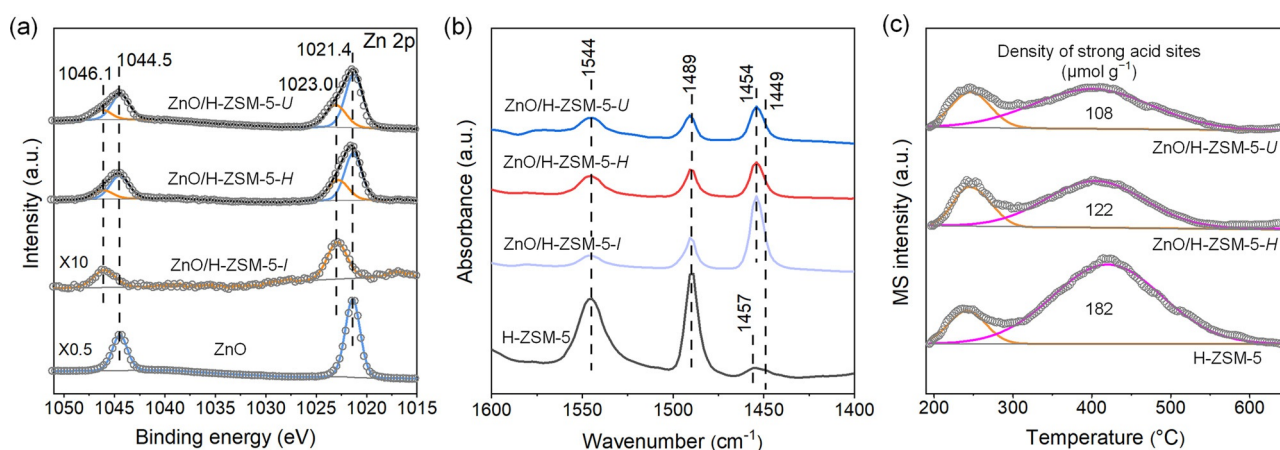 (a)
Zn 2p
1046.1
1044.5
1021.4
1023.0
ZnO/H-ZSM-5-U
ZnO/H-ZSM-5-H
X10
ZnO/H-ZSM-5-I
X0.5
ZnO
Intensity (a.u.)
1050 1045 1040 1035 1030 1025 1020 1015
Binding energy (eV)
(b)
1544
1489
1454
1449
ZnO/H-ZSM-5-U
ZnO/H-ZSM-5-H
ZnO/H-ZSM-5-I
1457
H-ZSM-5
Absorbance (a.u.)
1600 1550 1500 1450 1400
Wavenumber (cm⁻¹)
(c)
Density of strong acid sites
(μmol g⁻¹)
108
ZnO/H-ZSM-5-U
122
ZnO/H-ZSM-5-H
182
H-ZSM-5
MS intensity (a.u.)
200 300 400 500 600
Temperature (°C)